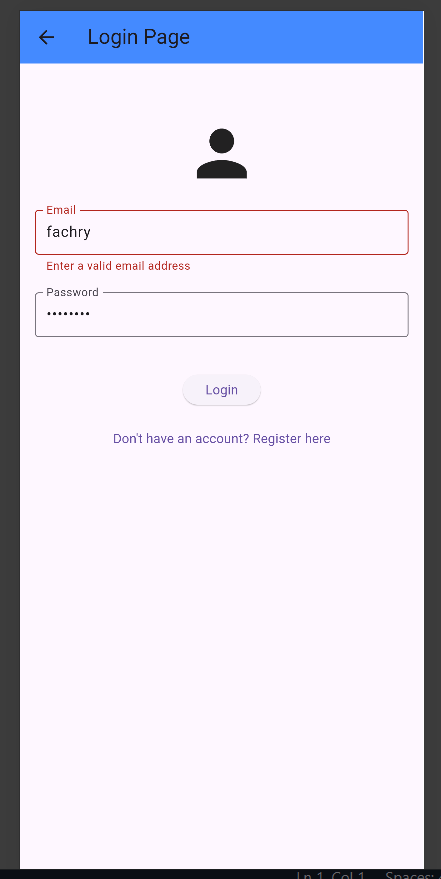 Login Page
Email
fachry
Enter a valid email address
Password
••••••••
Login
Don't have an account? Register here
Ln 1, Col 1 Spaces: